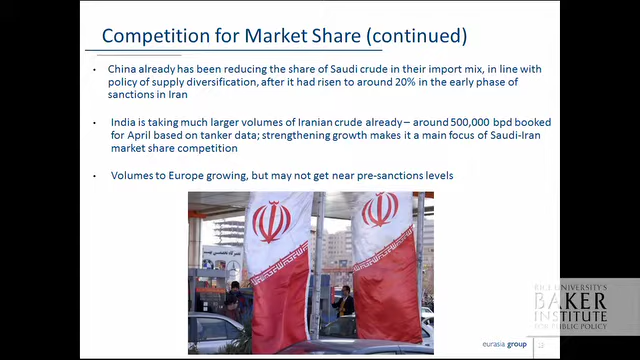 Competition for Market Share (continued)
• China already has been reducing the share of Saudi crude in their import mix, in line with
policy of supply diversification, after it had risen to around 20% in the early phase of
sanctions in Iran
• India is taking much larger volumes of Iranian crude already – around 500,000 bpd booked
for April based on tanker data; strengthening growth makes it a main focus of Saudi-Iran
market share competition
• Volumes to Europe growing, but may not get near pre-sanctions levels
RICE UNIVERSITY'S
BAKER
INSTITUTE
FOR PUBLIC POLICY
eurasia group